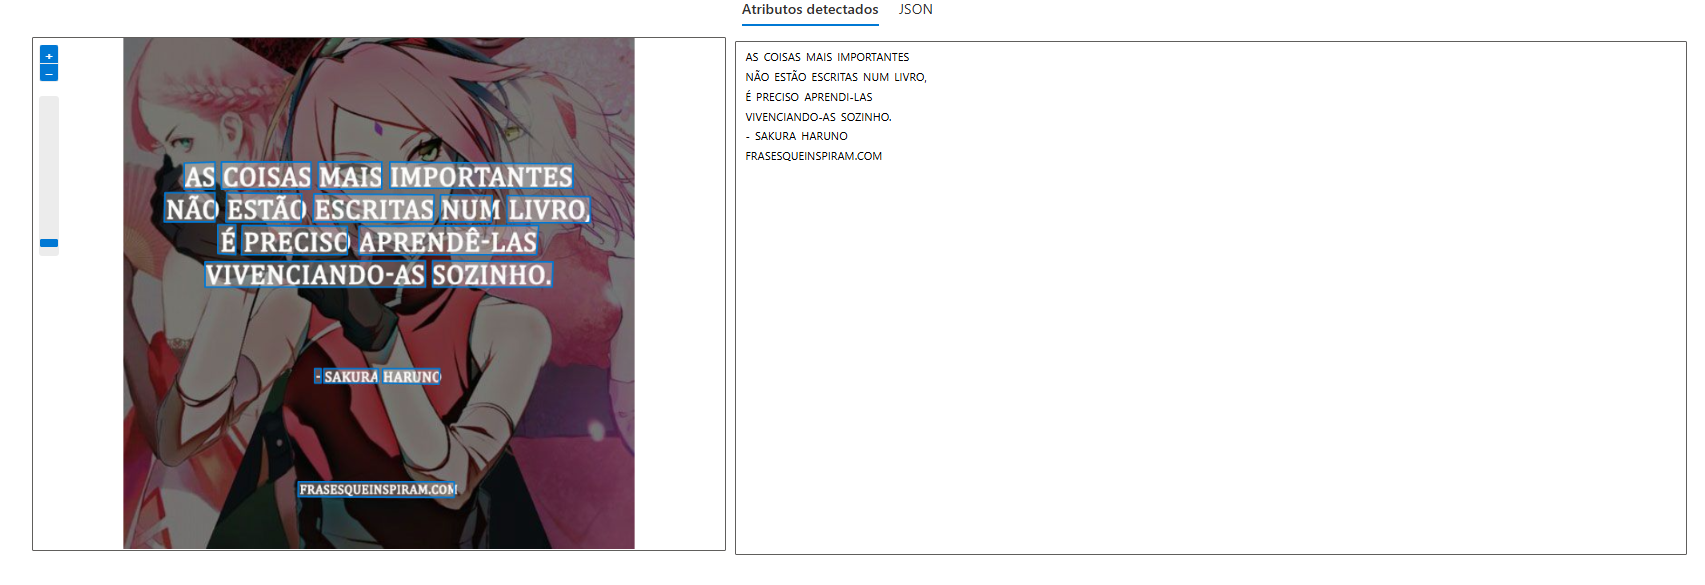 Atributos detectados JSON
+
–
AS COISAS MAIS IMPORTANTES
NÃO ESTÃO ESCRITAS NUM LIVRO,
É PRECISO APRENDÊ-LAS
VIVENCIANDO-AS SOZINHO.
- SAKURA HARUNO
FRASESQUEINSPIRAM.COM
AS COISAS MAIS IMPORTANTES
NÃO ESTÃO ESCRITAS NUM LIVRO,
É PRECISO APRENDI-LAS
VIVENCIANDO-AS SOZINHO.
- SAKURA HARUNO
FRASESQUEINSPIRAM.COM